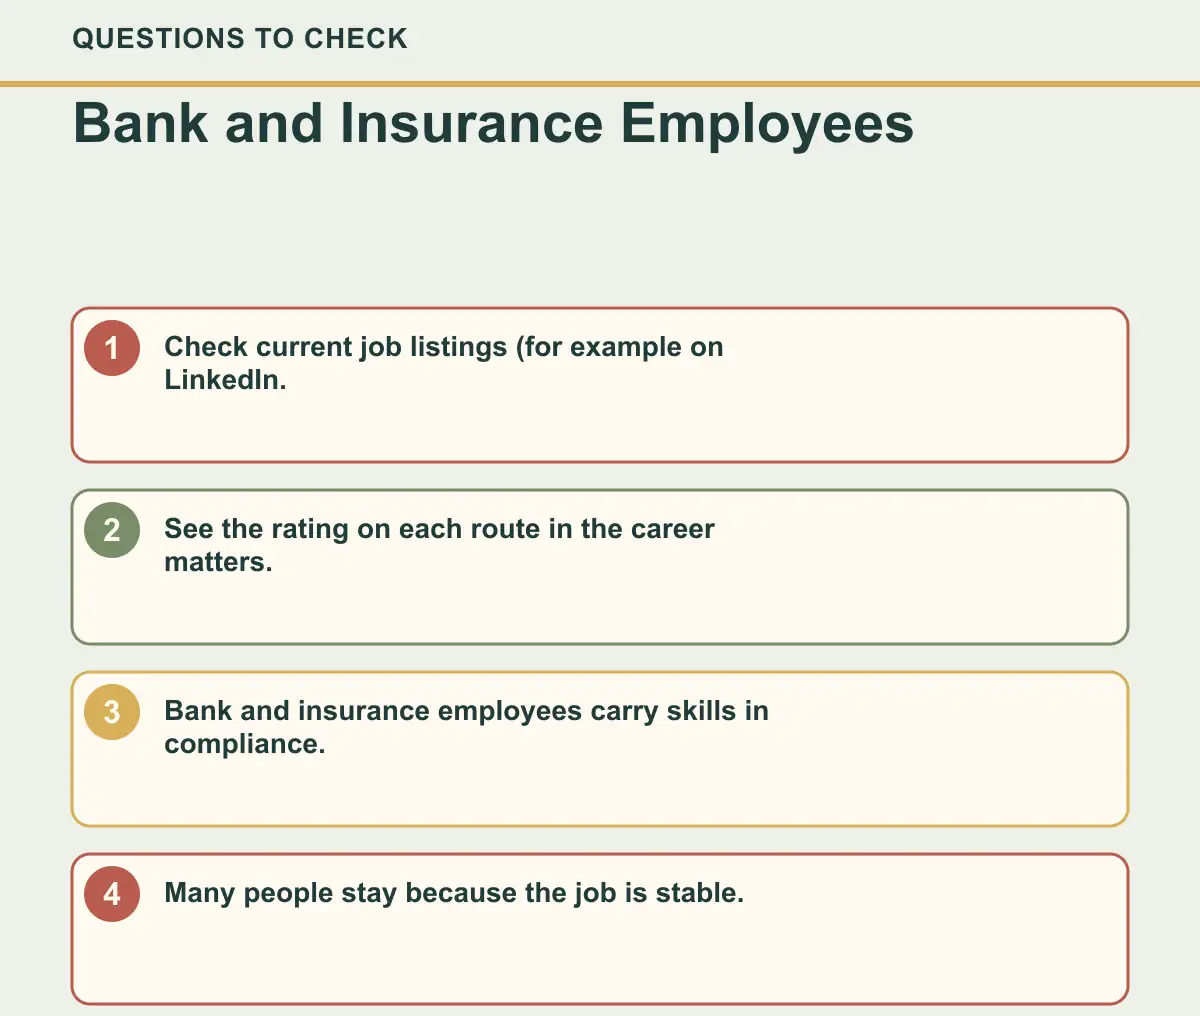 QUESTIONS TO CHECK
Bank and Insurance Employees
1
Check current job listings (for example on
LinkedIn.
2
See the rating on each route in the career
matters.
3
Bank and insurance employees carry skills in
compliance.
4
Many people stay because the job is stable.